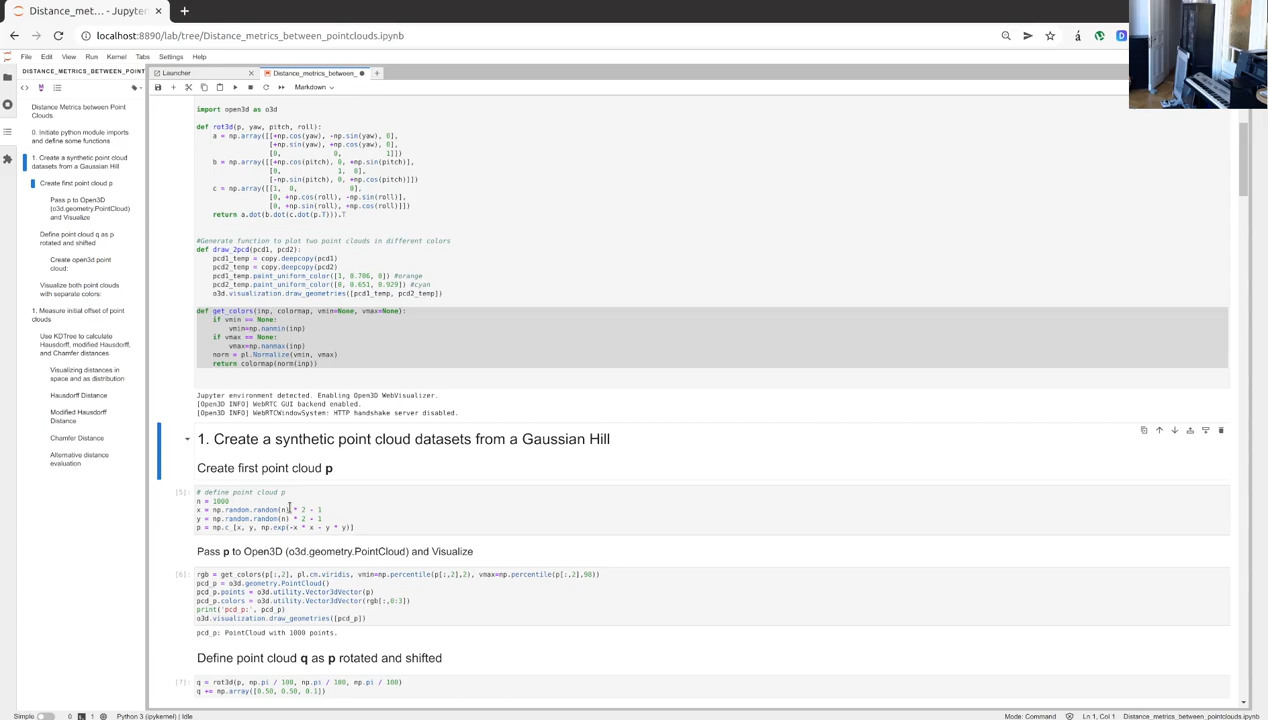 Distance_met… - Jupyter
localhost:8890/lab/tree/Distance_metrics_between_pointclouds.ipynb
File Edit View Run Kernel Tabs Settings Help
DISTANCE_METRICS_BETWEEN_POINT
Distance Metrics between Point
Clouds
0. Initiate python module imports
and define some functions
1. Create a synthetic point cloud
datasets from a Gaussian Hill
Create first point cloud p
Pass p to Open3D
(o3d.geometry.PointCloud)
and Visualize
Define point cloud q as p
rotated and shifted
Create open3d point
cloud:
Visualize both point clouds
with separate colors:
1. Measure initial offset of point
clouds
Use KDTree to calculate
Hausdorf, modified Hausdorf,
and Chamfer distances
Visualizing distances in
space and as distribution
Hausdorf Distance
Modified Hausdorf
Distance
Chamfer Distance
Alternative distance
evaluation
Launcher
Distance_metrics_between_
Markdown
import open3d as o3d
def rot3d(p, yaw, pitch, roll):
a = np.array([[+np.cos(yaw), -np.sin(yaw), 0],
[+np.sin(yaw), +np.cos(yaw), 0],
[0, 0, 1]])
b = np.array([[+np.cos(pitch), 0, +np.sin(pitch)],
[0, 1, 0],
[-np.sin(pitch), 0, +np.cos(pitch)]])
c = np.array([[1, 0, 0],
[0, +np.cos(roll), -np.sin(roll)],
[0, +np.sin(roll), +np.cos(roll)]])
return a.dot(b.dot(c.dot(p.T))).T
#Generate function to plot two point clouds in different colors
def draw_2pcd(pcd1, pcd2):
pcd1_temp = copy.deepcopy(pcd1)
pcd2_temp = copy.deepcopy(pcd2)
pcd1_temp.paint_uniform_color([1, 0.706, 0]) #orange
pcd2_temp.paint_uniform_color([0, 0.651, 0.929]) #cyan
o3d.visualization.draw_geometries([pcd1_temp, pcd2_temp])
def get_colors(inp, colormap, vmin=None, vmax=None):
if vmin == None:
vmin=np.nanmin(inp)
if vmax == None:
vmax=np.nanmax(inp)
norm = pl.Normalize(vmin, vmax)
return colormap(norm(inp))
Jupyter environment detected. Enabling Open3D WebVisualizer.
[Open3D INFO] WebRTC GUI backend enabled.
[Open3D INFO] WebRTCWindowSystem: HTTP handshake server disabled.
1. Create a synthetic point cloud datasets from a Gaussian Hill
Create first point cloud p
[5]: # define point cloud p
n = 1000
x = np.random.random(n) * 2 - 1
y = np.random.random(n) * 2 - 1
p = np.c_[x, y, np.exp(-x * x - y * y)]
Pass p to Open3D (o3d.geometry.PointCloud) and Visualize
[6]: rgb = get_colors(p[:,2], pl.cm.viridis, vmin=np.percentile(p[:,2],2), vmax=np.percentile(p[:,2],98))
pcd_p = o3d.geometry.PointCloud()
pcd_p.points = o3d.utility.Vector3dVector(p)
pcd_p.colors = o3d.utility.Vector3dVector(rgb[:,0:3])
print('pcd_p:', pcd_p)
o3d.visualization.draw_geometries([pcd_p])
pcd_p: PointCloud with 1000 points.
Define point cloud q as p rotated and shifted
[7]: q = rot3d(p, np.pi / 100, np.pi / 100, np.pi / 100)
q += np.array([0.50, 0.50, 0.1])
Simple 0 1 Python 3 (ipykernel) | Idle Mode: Command Ln 1, Col 1 Distance_metrics_between_pointclouds.ipynb